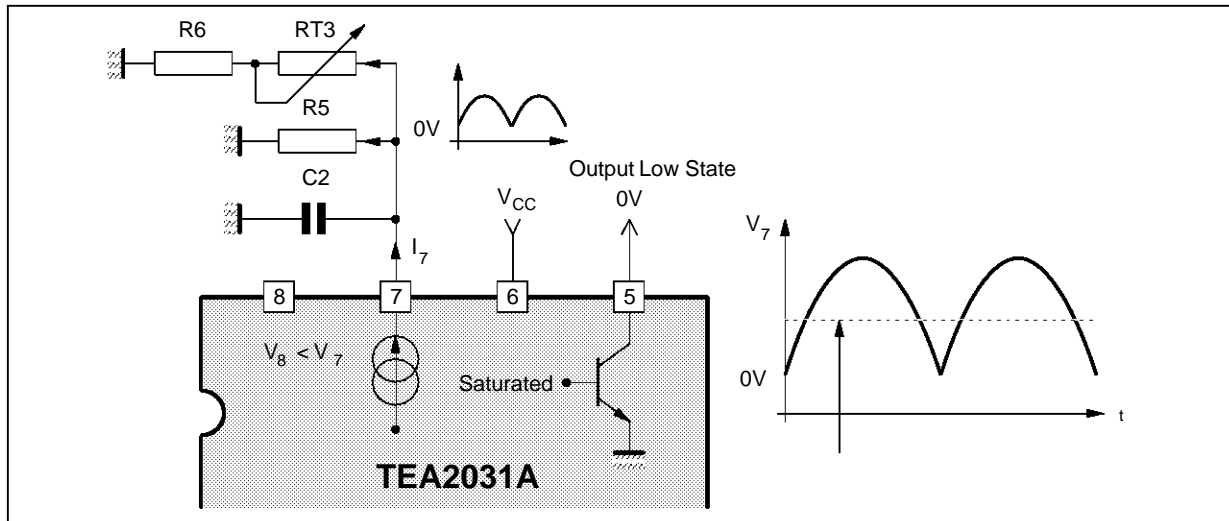 R6
RT3
R5
0V
C2
Output Low State
VCC
0V
I7
V7
8
7
6
5
V8 < V7
Saturated
0V
t
TEA2031A